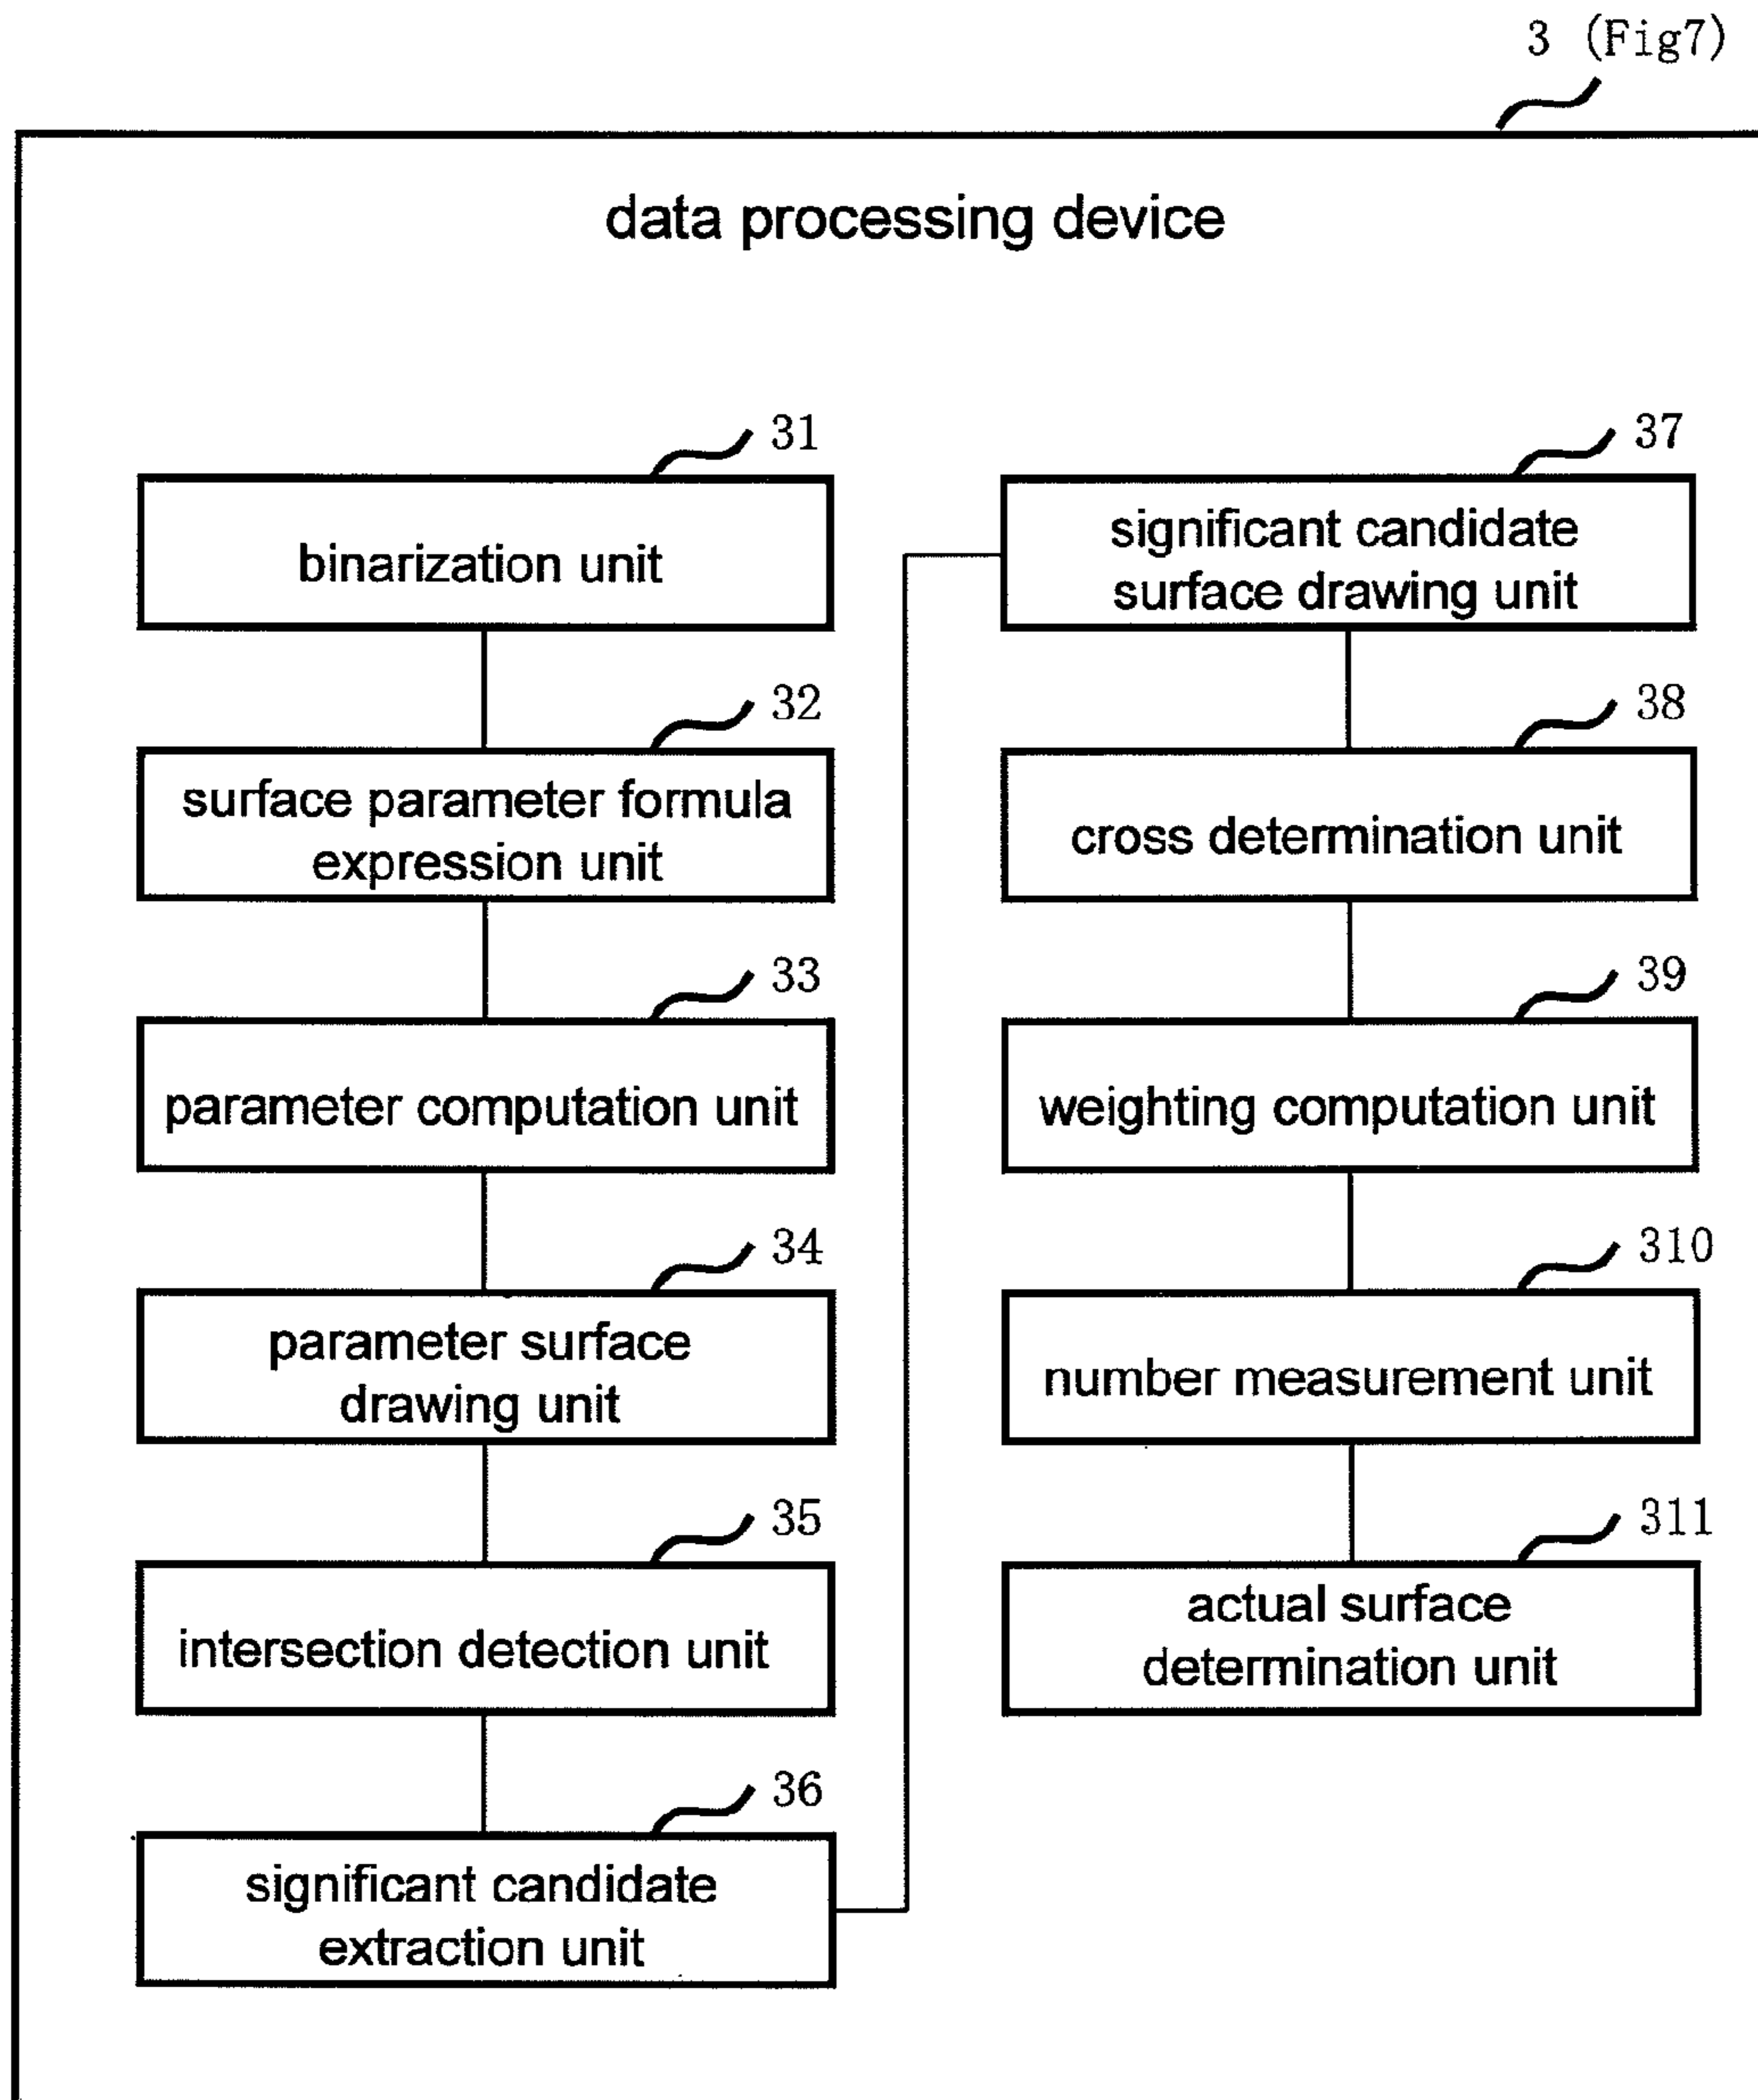 3 (Fig7)
data processing device
31
binarization unit
32
surface parameter formula
expression unit
33
parameter computation unit
34
parameter surface
drawing unit
35
intersection detection unit
36
significant candidate
extraction unit
37
significant candidate
surface drawing unit
38
cross determination unit
39
weighting computation unit
310
number measurement unit
311
actual surface
determination unit